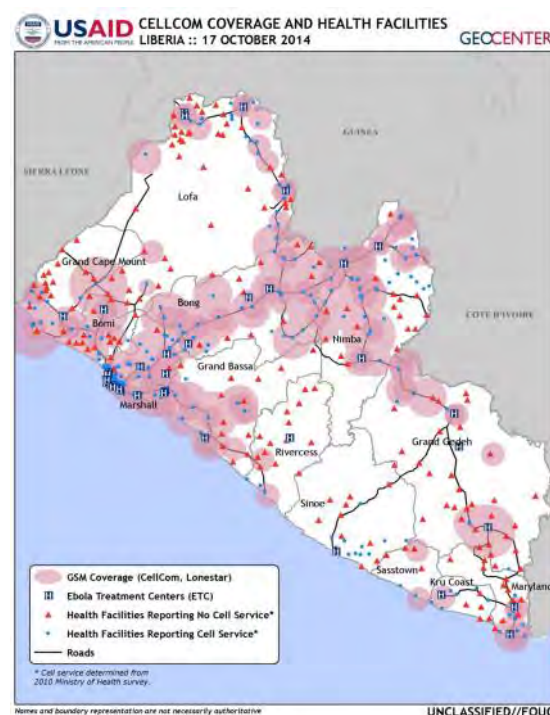 USAID
FROM THE AMERICAN PEOPLE
CELLCOM COVERAGE AND HEALTH FACILITIES
LIBERIA :: 17 OCTOBER 2014
GEOCENTER
GUINEA
SIERRA LEONE
Lofa
Grand Cape Mount
Bong
COTE D'IVOIRE
Bomi
Nimba
Grand Bassa
Marshall
Grand Gedeh
Rivercess
Sinoe
Sasstown
Kru Coast
Maryland
GSM Coverage (CellCom, Lonestar)
H Ebola Treatment Centers (ETC)
Health Facilities Reporting No Cell Service*
Health Facilities Reporting Cell Service*
Roads
* Cell service determined from
2010 Ministry of Health survey.
Names and boundary representation are not necessarily authoritative
UNCLASSIFIED//FOUO